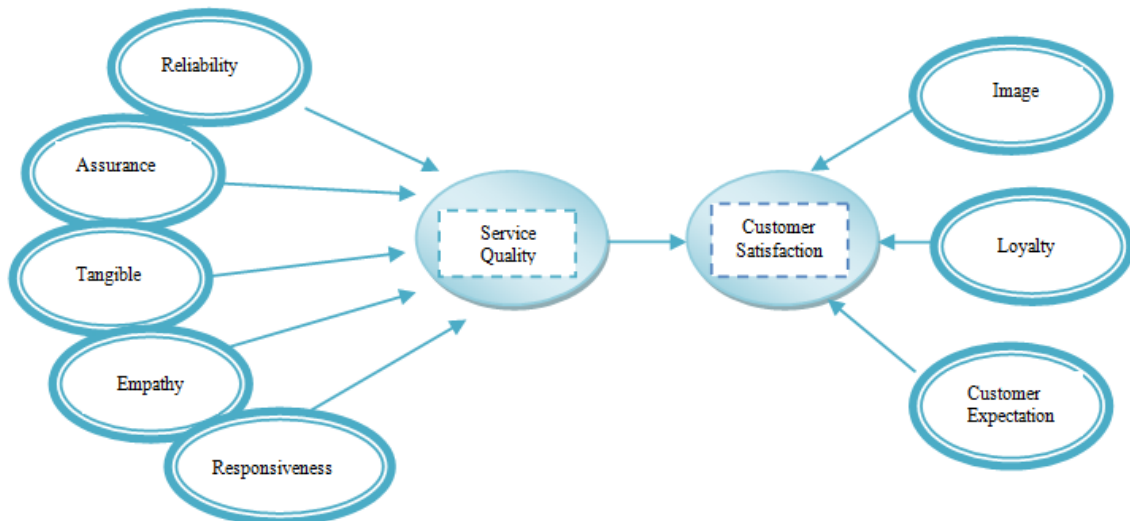 Reliability
Assurance
Tangible
Empathy
Responsiveness
Service
Quality
Customer
Satisfaction
Image
Loyalty
Customer
Expectation